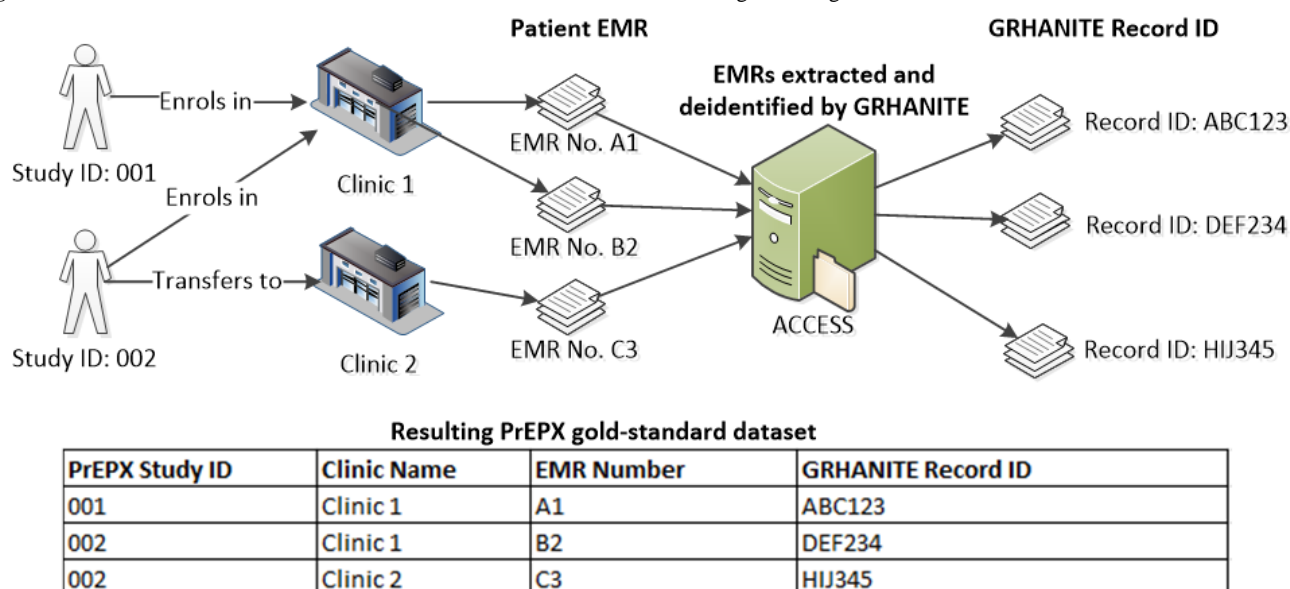 Patient EMR
GRHANITE Record ID
EMRs extracted and
deidentified by GRHANITE
Enrols in
Study ID: 001
Clinic 1
EMR No. A1
Record ID: ABC123
Enrols in
EMR No. B2
Record ID: DEF234
Transfers to
Study ID: 002
Clinic 2
EMR No. C3
ACCESS
Record ID: HIJ345
Resulting PrEPX gold-standard dataset
PrEPX Study ID Clinic Name EMR Number GRHANITE Record ID
001 Clinic 1 A1 ABC123
002 Clinic 1 B2 DEF234
002 Clinic 2 C3 HIJ345